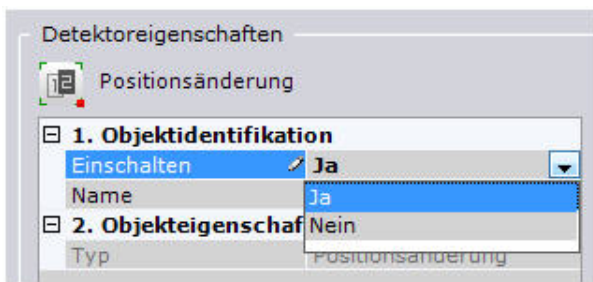 Detektoreigenschaften
Positionsänderung
1. Objektidentifikation
Einschalten Ja
Name Ja
2. Objekteigenschaf Nein
Typ Positionsänderung